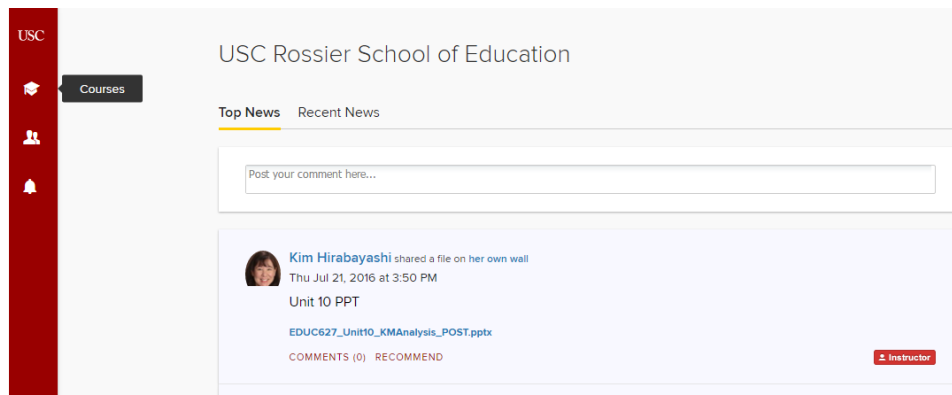 USC
Courses
USC Rossier School of Education
Top News Recent News
Post your comment here...
Kim Hirabayashi shared a file on her own wall
Thu Jul 21, 2016 at 3:50 PM
Unit 10 PPT
EDUC627_Unit10_KMAnalysis_POST.pptx
COMMENTS (0) RECOMMEND
Instructor